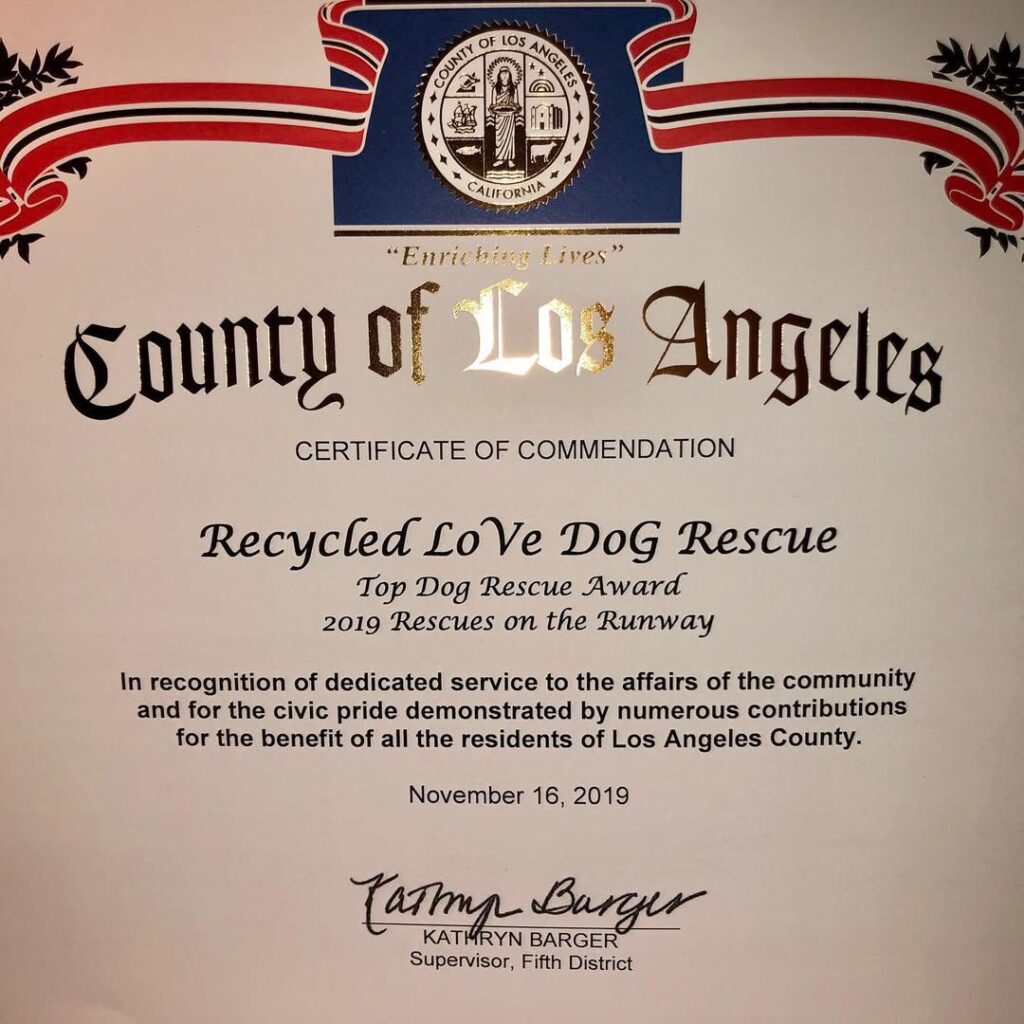 COUNTY OF LOS ANGELES
CALIFORNIA
“Enriching Lives”
County of Los Angeles
CERTIFICATE OF COMMENDATION
Recycled LoVe DoG Rescue
Top Dog Rescue Award
2019 Rescues on the Runway
In recognition of dedicated service to the affairs of the community
and for the civic pride demonstrated by numerous contributions
for the benefit of all the residents of Los Angeles County.
November 16, 2019
Kathryn Barger
KATHRYN BARGER
Supervisor, Fifth District